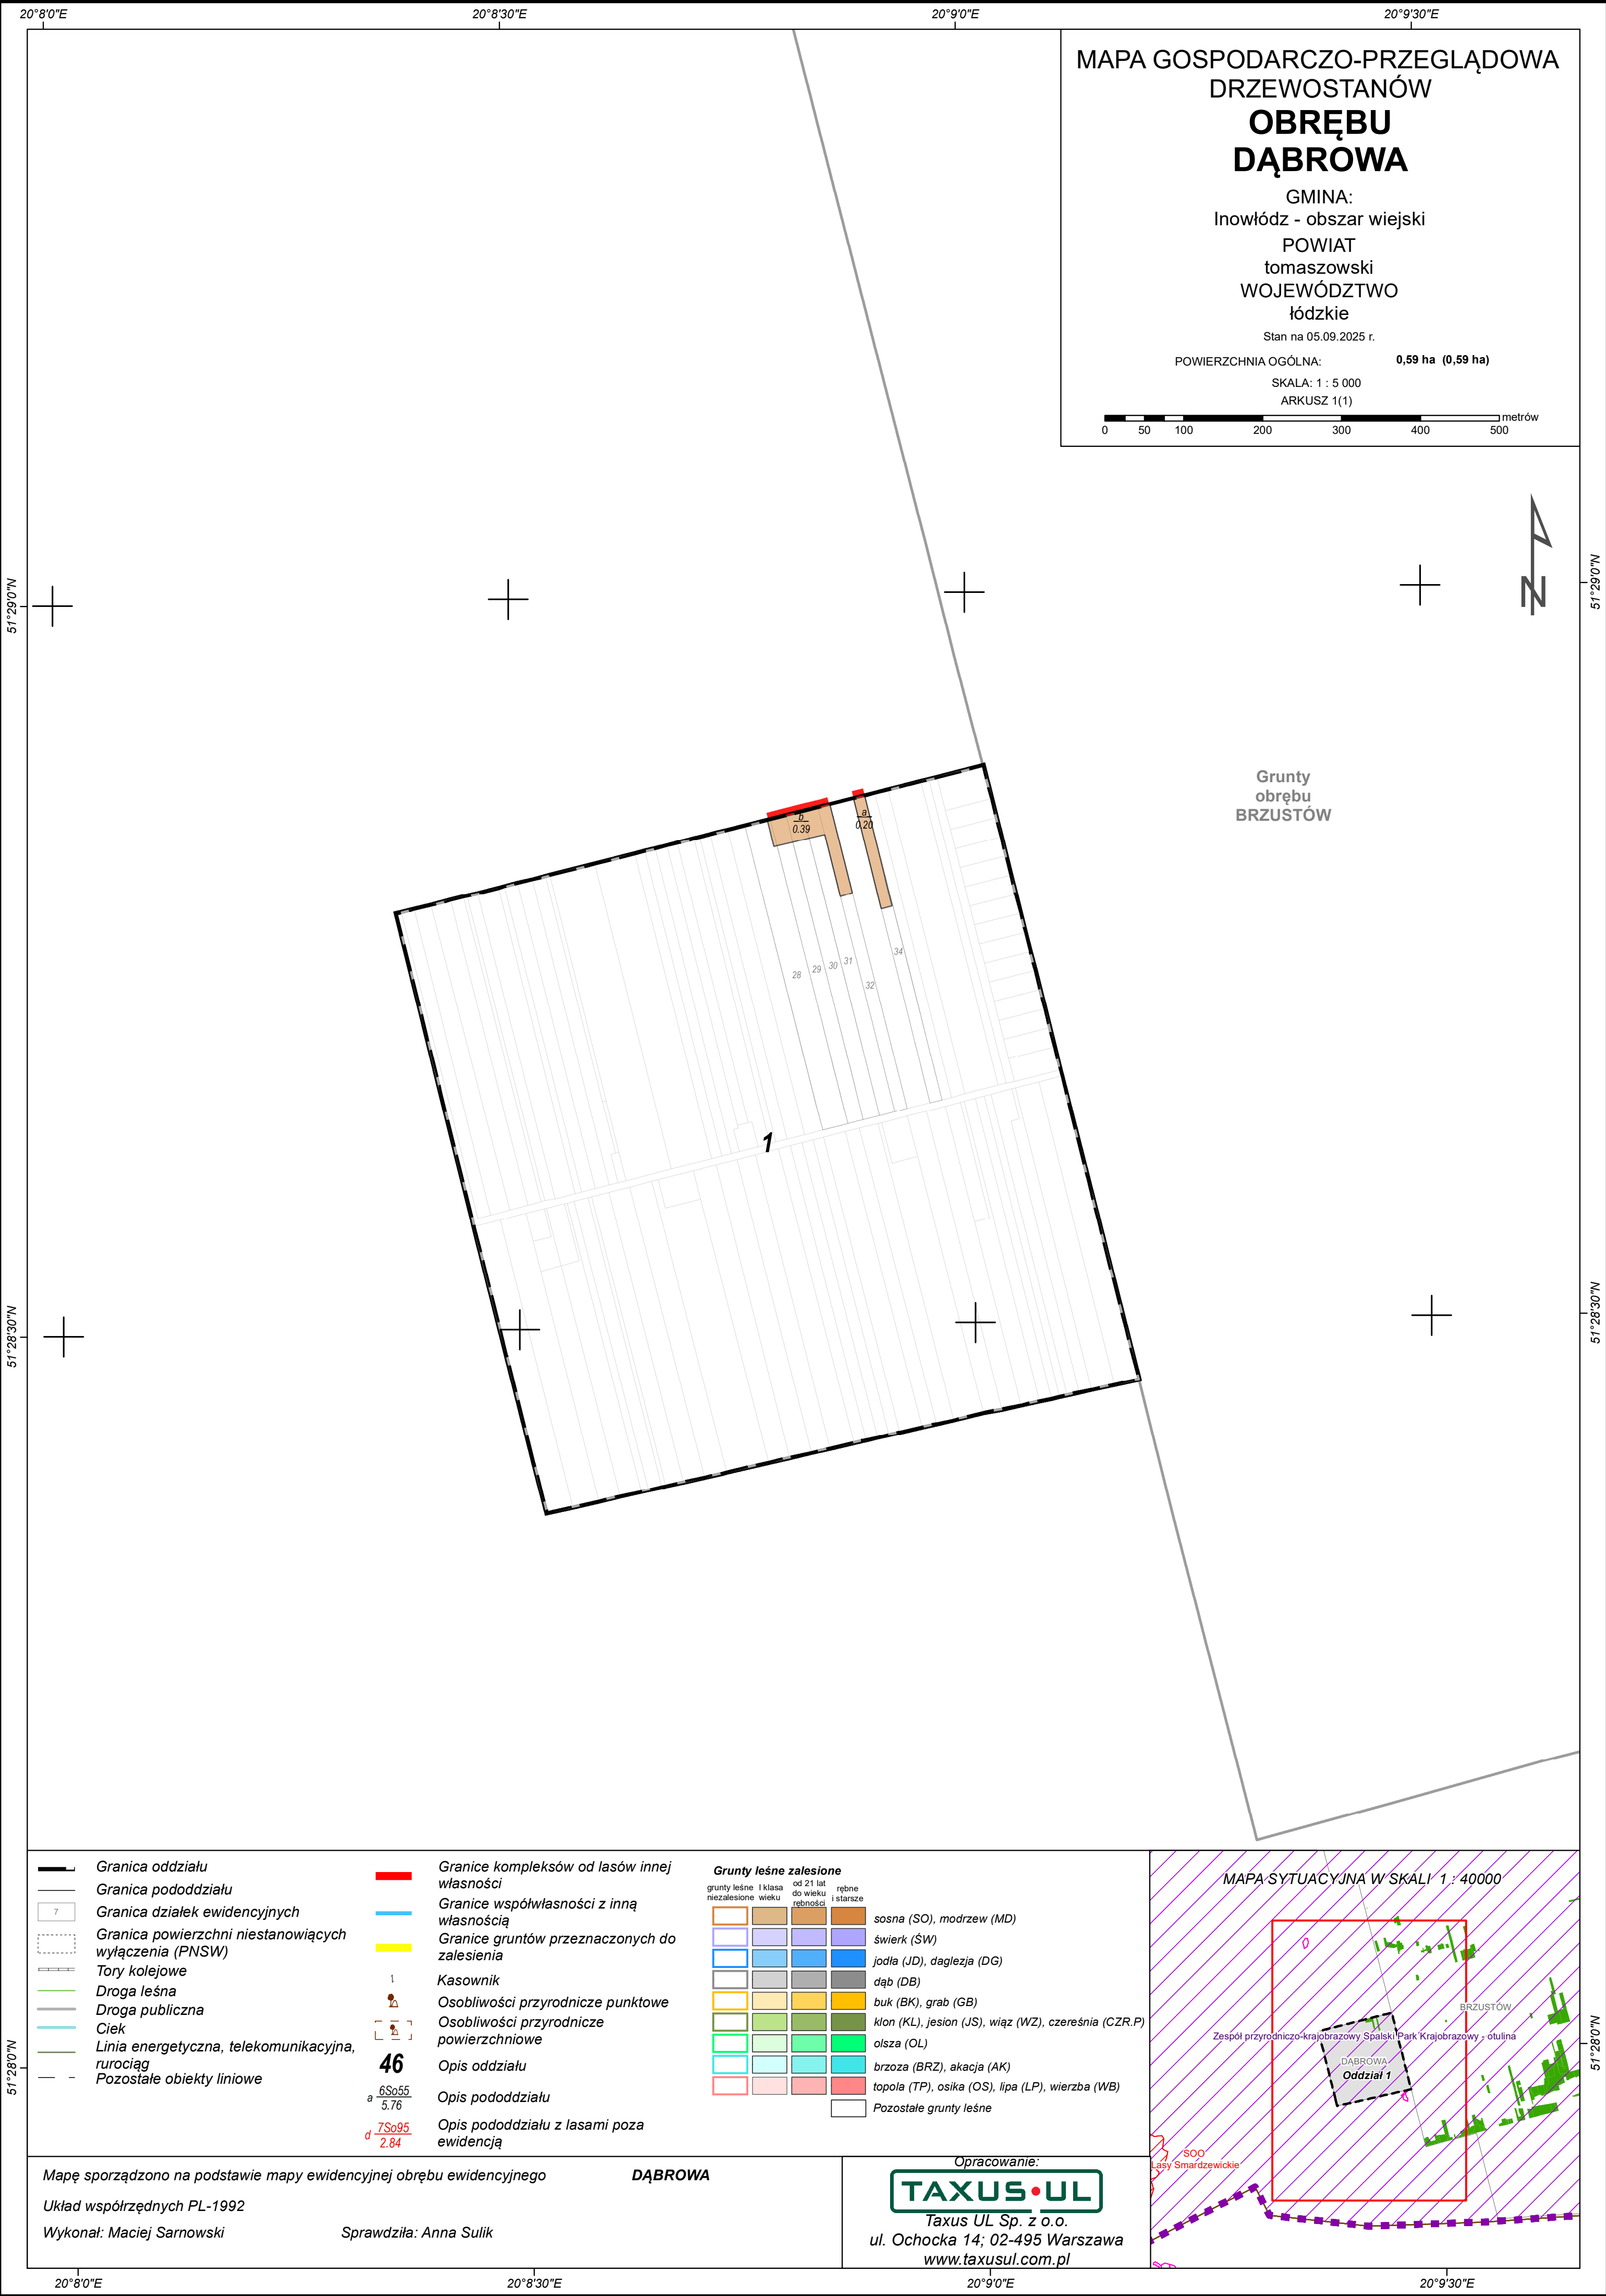 20°8'0"E
20°8'30"E
20°9'0"E
20°9'30"E
MAPA GOSPODARCZO-PRZEGLĄDOWA
DRZEWOSTANÓW
OBRĘBU
DĄBROWA
GMINA:
Inowłódz - obszar wiejski
POWIAT
tomaszowski
WOJEWÓDZTWO
łódzkie
Stan na 05.09.2025 r.
POWIERZCHNIA OGÓLNA: 0,59 ha (0,59 ha)
SKALA: 1 : 5 000
ARKUSZ 1(1)
metrów
0 50 100 200 300 400 500
N
51°29'0"N
51°29'0"N
Grunty
obrębu
BRZUSTÓW
b
0.39
a
0.20
28
29
30
31
32
34
1
51°28'30"N
51°28'30"N
Granica oddziału
Granica pododdziału
7
Granica działek ewidencyjnych
Granica powierzchni niestanowiących
wyłączenia (PNSW)
Tory kolejowe
Droga leśna
Droga publiczna
Ciek
Linia energetyczna, telekomunikacyjna,
rurociąg
Pozostałe obiekty liniowe
Granice kompleksów od lasów innej
własności
Granice współwłasności z inną
własnością
Granice gruntów przeznaczonych do
zalesienia
Kasownik
Osobliwości przyrodnicze punktowe
Osobliwości przyrodnicze
powierzchniowe
46
Opis oddziału
a 6So55
5.76
Opis pododdziału
d 7So95
2.84
Opis pododdziału z lasami poza
ewidencją
Grunty leśne zalesione
grunty leśne
niezalesione
I klasa
wieku
od 21 lat
do wieku
rębności
rębne
i starsze
sosna (SO), modrzew (MD)
świerk (ŚW)
jodła (JD), daglezja (DG)
dąb (DB)
buk (BK), grab (GB)
klon (KL), jesion (JS), wiąz (WZ), czereśnia (CZR.P)
olsza (OL)
brzoza (BRZ), akacja (AK)
topola (TP), osika (OS), lipa (LP), wierzba (WB)
Pozostałe grunty leśne
MAPA SYTUACYJNA W SKALI 1 : 40000
BRZUSTÓW
Zespół przyrodniczo-krajobrazowy Spalski Park Krajobrazowy - otulina
DĄBROWA
Oddział 1
SOO
Lasy Smardzewickie
51°28'0"N
51°28'0"N
Mapę sporządzono na podstawie mapy ewidencyjnej obrębu ewidencyjnego DĄBROWA
Układ współrzędnych PL-1992
Wykonał: Maciej Sarnowski Sprawdziła: Anna Sulik
Opracowanie:
TAXUS UL
Taxus UL Sp. z o.o.
ul. Ochocka 14; 02-495 Warszawa
www.taxusul.com.pl
20°8'0"E
20°8'30"E
20°9'0"E
20°9'30"E